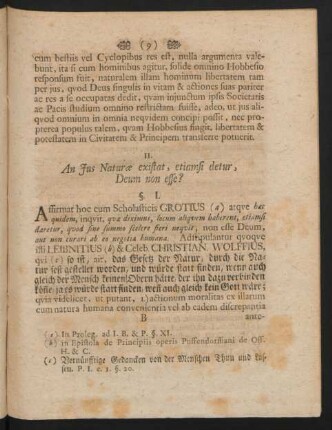 (9)
cum bestiis vel Cyclopibus res est, nulla argumenta vale-
bunt, ita si cum hominibus agitur, solide omnino Hobbesio
responsum fuit, naturalem illam hominum libertatem tam
per jus, quod Deus singulis in vitam & actiones suas pariter
ac res a se occupatas dedit, quam injunctum ipsis Societatis
ac Pacis studium omnino restrictam fuisse, adeo, ut jus ali-
quod omnium in omnia nequidem concipi possit, nec pro-
pterea populus talem, quam Hobbesius fingit, libertatem &
potestatem in Civitatem & Principem transferre potuerit.
II.
An Jus Naturæ existat, etiamsi detur,
Deum non esse?
§. I.
Affirmat hoc cum Scholasticis GROTIUS (a) atque hæc
quidem, inquit, quæ diximus, locum aliquem haberent, etiamsi
daretur, quod sine summo scelere fieri nequit, non esse Deum,
aut non curari ab eo negotia humana. Adstipulantur quoque
ipsi LEIBNITIUS (b) & Celeb. CHRISTIAN. WOLFFIUS,
qui (c) so ist, ait, das Gesetz der Natur, durch die Na-
tur fest gestellet worden, und würde statt finden, wenn auch
gleich der Mensch keinen Obern hätte der ihn dazu verbinden
könte: ja es würde statt finden, wenn auch gleich kein Gott wäre;
quia videlicet, ut putant, 1) actionum moralitas ex illarum
cum natura humana convenientia vel ab eadem discrepantia
B
(a) In Proleg. ad I. B. & P. §. XI.
(b) in Epistola de Principiis operis Puffendorffiani de Off.
H. & C.
(c) Vernünfftige Gedancken von der Menschen Thun und Las-
sen. P. I. c. 1. §. 20.